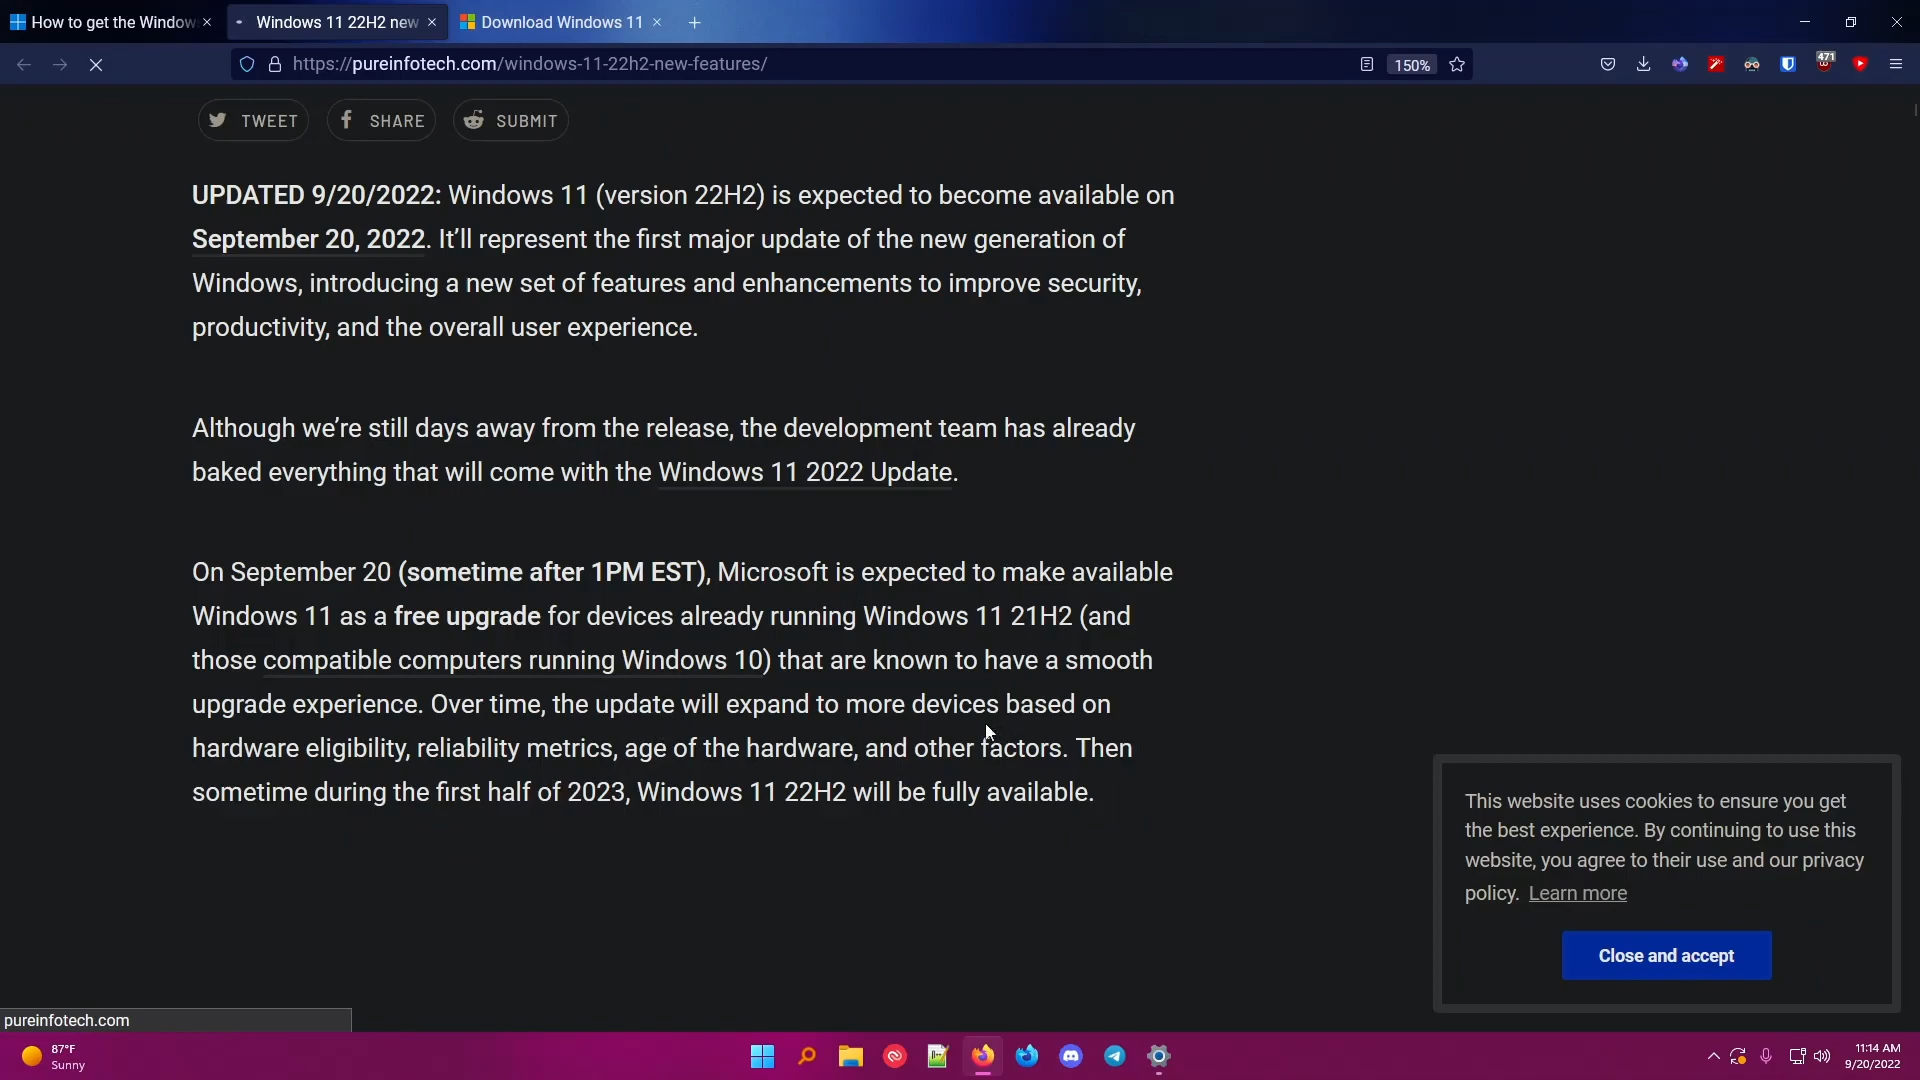 How to get the Window
Windows 11 22H2 new
Download Windows 11
https://pureinfotech.com/windows-11-22h2-new-features/
150%
471
TWEET
SHARE
SUBMIT
UPDATED 9/20/2022: Windows 11 (version 22H2) is expected to become available on
September 20, 2022. It’ll represent the first major update of the new generation of
Windows, introducing a new set of features and enhancements to improve security,
productivity, and the overall user experience.
Although we’re still days away from the release, the development team has already
baked everything that will come with the Windows 11 2022 Update.
On September 20 (sometime after 1PM EST), Microsoft is expected to make available
Windows 11 as a free upgrade for devices already running Windows 11 21H2 (and
those compatible computers running Windows 10) that are known to have a smooth
upgrade experience. Over time, the update will expand to more devices based on
hardware eligibility, reliability metrics, age of the hardware, and other factors. Then
sometime during the first half of 2023, Windows 11 22H2 will be fully available.
This website uses cookies to ensure you get
the best experience. By continuing to use this
website, you agree to their use and our privacy
policy. Learn more
Close and accept
pureinfotech.com
87°F
Sunny
11:14 AM
9/20/2022